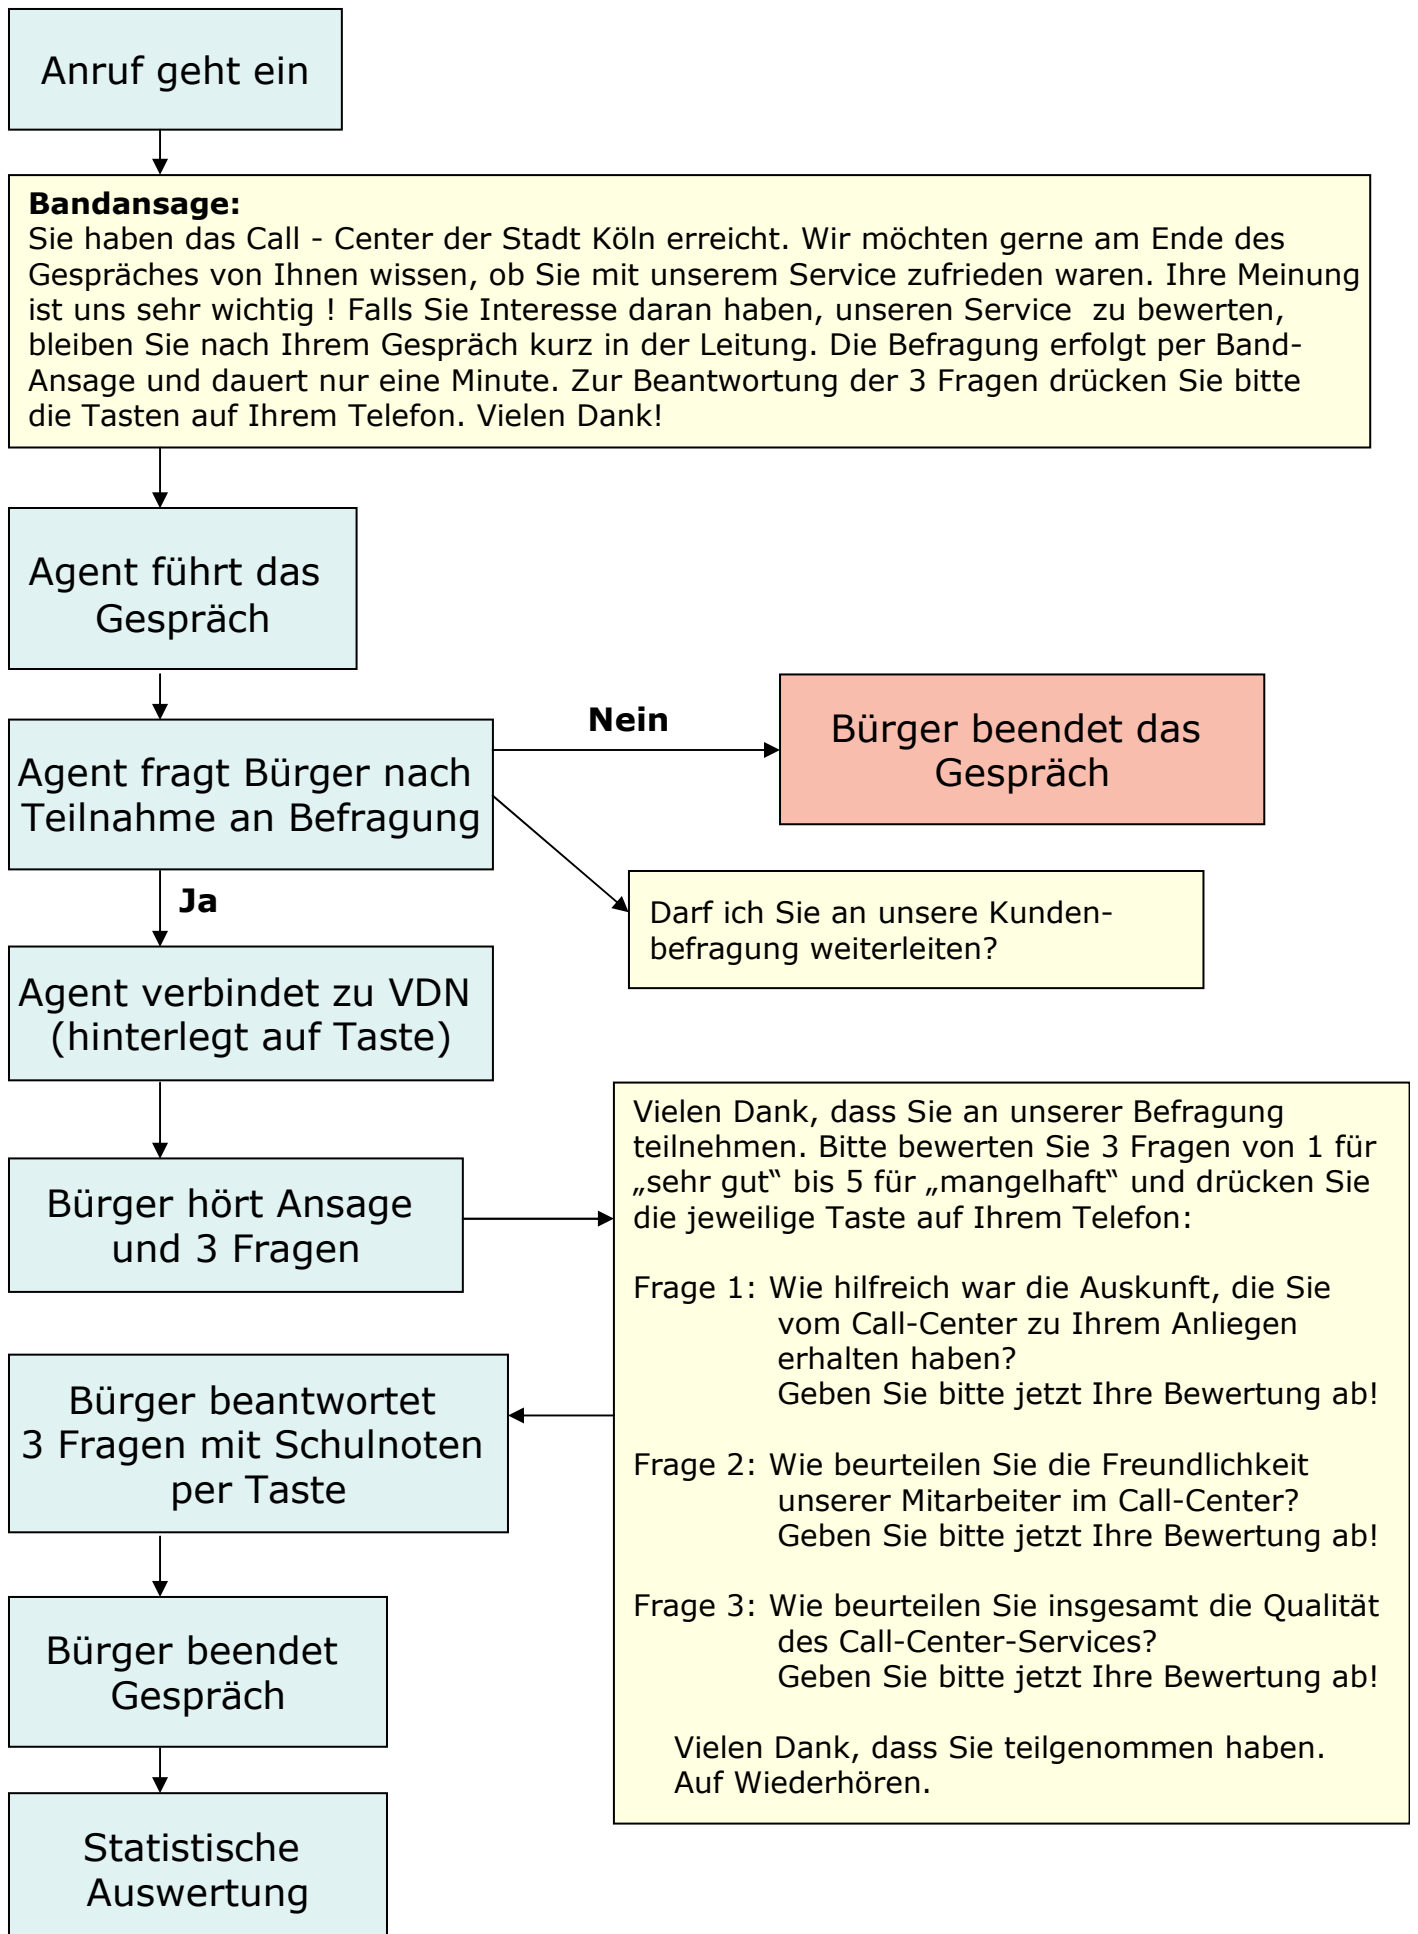 Anruf geht ein
Bandansage:
Sie haben das Call - Center der Stadt Köln erreicht. Wir möchten gerne am Ende des
Gespräches von Ihnen wissen, ob Sie mit unserem Service zufrieden waren. Ihre Meinung
ist uns sehr wichtig ! Falls Sie Interesse daran haben, unseren Service  zu bewerten,
bleiben Sie nach Ihrem Gespräch kurz in der Leitung. Die Befragung erfolgt per Band-
Ansage und dauert nur eine Minute. Zur Beantwortung der 3 Fragen drücken Sie bitte
die Tasten auf Ihrem Telefon. Vielen Dank!
Agent führt das
Gespräch
Agent fragt Bürger nach
Teilnahme an Befragung
Nein
Bürger beendet das
Gespräch
Darf ich Sie an unsere Kunden-
befragung weiterleiten?
Ja
Agent verbindet zu VDN
(hinterlegt auf Taste)
Bürger hört Ansage
und 3 Fragen
Vielen Dank, dass Sie an unserer Befragung
teilnehmen. Bitte bewerten Sie 3 Fragen von 1 für
„sehr gut“ bis 5 für „mangelhaft“ und drücken Sie
die jeweilige Taste auf Ihrem Telefon:
Frage 1: Wie hilfreich war die Auskunft, die Sie
vom Call-Center zu Ihrem Anliegen
erhalten haben?
Geben Sie bitte jetzt Ihre Bewertung ab!
Frage 2: Wie beurteilen Sie die Freundlichkeit
unserer Mitarbeiter im Call-Center?
Geben Sie bitte jetzt Ihre Bewertung ab!
Frage 3: Wie beurteilen Sie insgesamt die Qualität
des Call-Center-Services?
Geben Sie bitte jetzt Ihre Bewertung ab!
Vielen Dank, dass Sie teilgenommen haben.
Auf Wiederhören.
Bürger beantwortet
3 Fragen mit Schulnoten
per Taste
Bürger beendet
Gespräch
Statistische
Auswertung